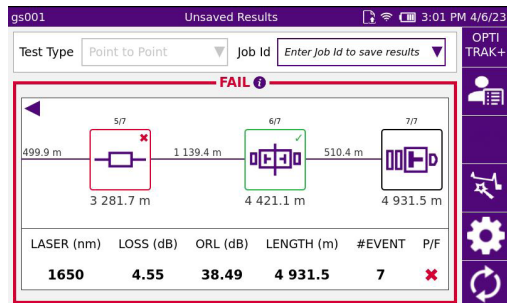 gs001 Unsaved Results 3:01 PM 4/6/23
Test Type Point to Point Job Id Enter Job Id to save results
OPTI
TRAK+
FAIL i
5/7 6/7 7/7
499.9 m 1 139.4 m 510.4 m
3 281.7 m 4 421.1 m 4 931.5 m
LASER (nm) LOSS (dB) ORL (dB) LENGTH (m) #EVENT P/F
1650 4.55 38.49 4 931.5 7